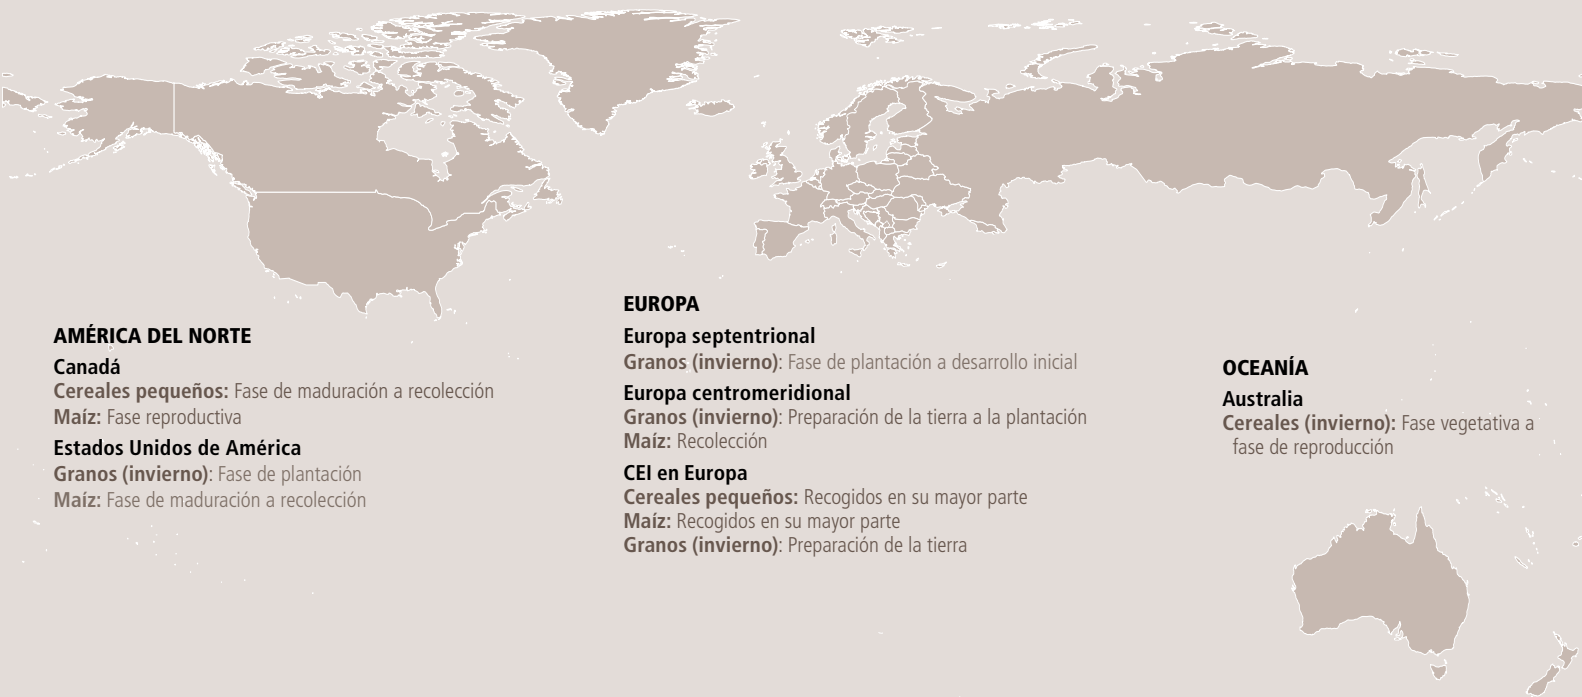 AMÉRICA DEL NORTE
Canadá
Cereales pequeños: Fase de maduración a recolección
Maíz: Fase reproductiva
Estados Unidos de América
Granos (invierno): Fase de plantación
Maíz: Fase de maduración a recolección
EUROPA
Europa septentrional
Granos (invierno): Fase de plantación a desarrollo inicial
Europa centromeridional
Granos (invierno): Preparación de la tierra a la plantación
Maíz: Recolección
CEI en Europa
Cereales pequeños: Recogidos en su mayor parte
Maíz: Recogidos en su mayor parte
Granos (invierno): Preparación de la tierra
OCEANÍA
Australia
Cereales (invierno): Fase vegetativa a
fase de reproducción